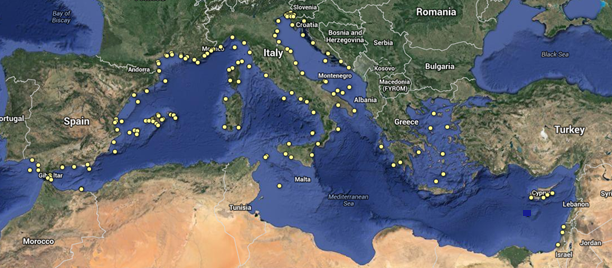 Slovenia
Romania
Bay of
Biscay
Croatia
Bosnia and
Herzegovina
Serbia
Italy
Andorra
Montenegro
Kosovo
Bulgaria
Black Sea
Macedonia
(FYROM)
Albania
Portugal
Spain
Greece
Turkey
Gibraltar
Malta
Mediterranean
Sea
Cyprus
Lebanon
Tunisia
Morocco
Israel
Jordan